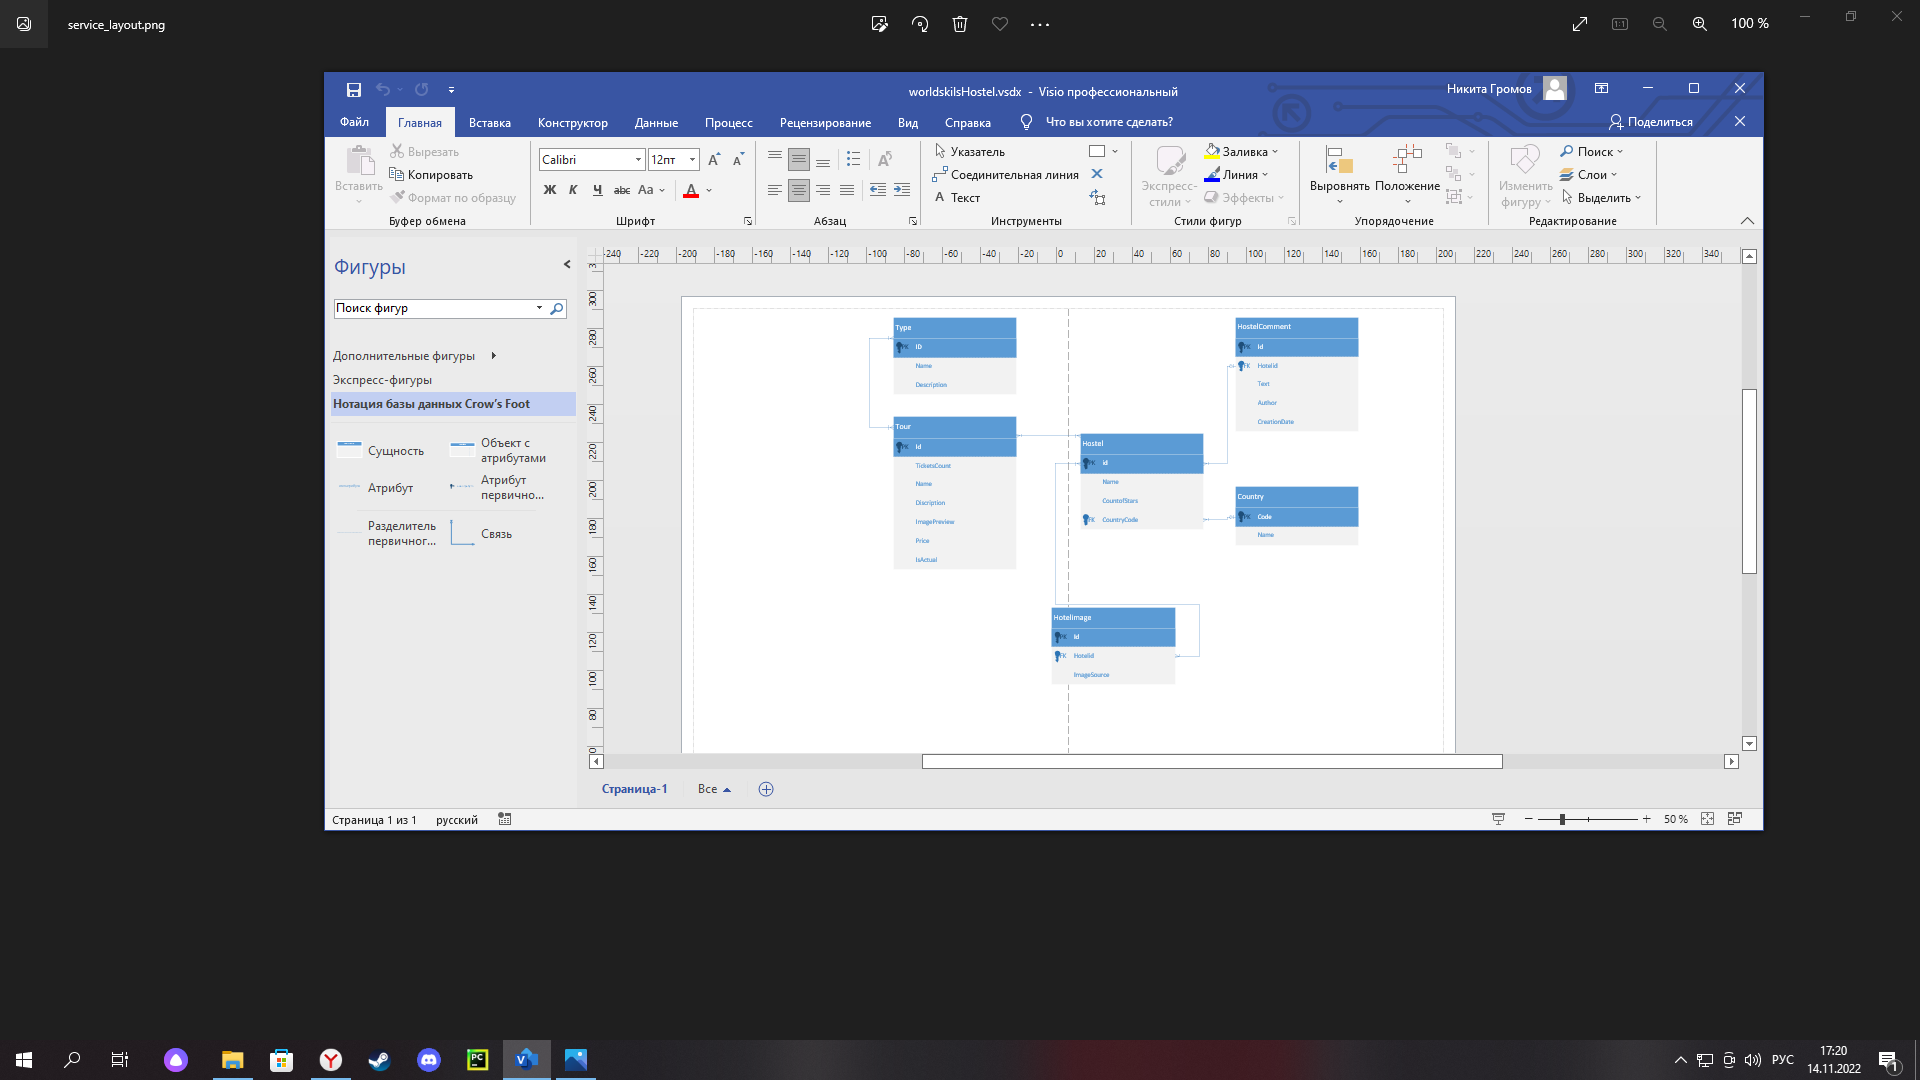 service_layout.png
100 %
worldskilsHostel.vsdx - Visio профессиональный
Никита Громов
Файл Главная Вставка Конструктор Данные Процесс Рецензирование Вид Справка Что вы хотите сделать? Поделиться
Вставить
Вырезать
Копировать
Формат по образцу
Буфер обмена
Calibri 12пт
Ж К Ч abc Aa A
Шрифт
Абзац
Указатель
Соединительная линия
A Текст
Инструменты
Экспресс-
стили
Заливка
Линия
Эффекты
Стили фигур
Выровнять Положение
Упорядочение
Изменить
фигуру
Поиск
Слои
Выделить
Редактирование
Фигуры
Поиск фигур
Дополнительные фигуры
Экспресс-фигуры
Нотация базы данных Crow's Foot
Сущность
Объект с
атрибутами
Атрибут
Атрибут
первично...
Разделитель
первичног...
Связь
-240 -220 -200 -180 -160 -140 -120 -100 -80 -60 -40 -20 0 20 40 60 80 100 120 140 160 180 200 220 240 260 280 300 320 340
300
280
260
240
220
200
180
160
140
120
100
80
Type
ID
Name
Description
Tour
Id
TicketsCount
Name
Discription
ImagePreview
Price
IsActual
Hostel
Id
Name
CountofStars
FK CountryCode
HostelComment
Id
FK HotelId
Text
Author
CreationDate
Country
Code
Name
HotelImage
Id
FK HotelId
ImageSource
Страница-1 Все
Страница 1 из 1 русский
50 %
РУС
17:20
14.11.2022
1